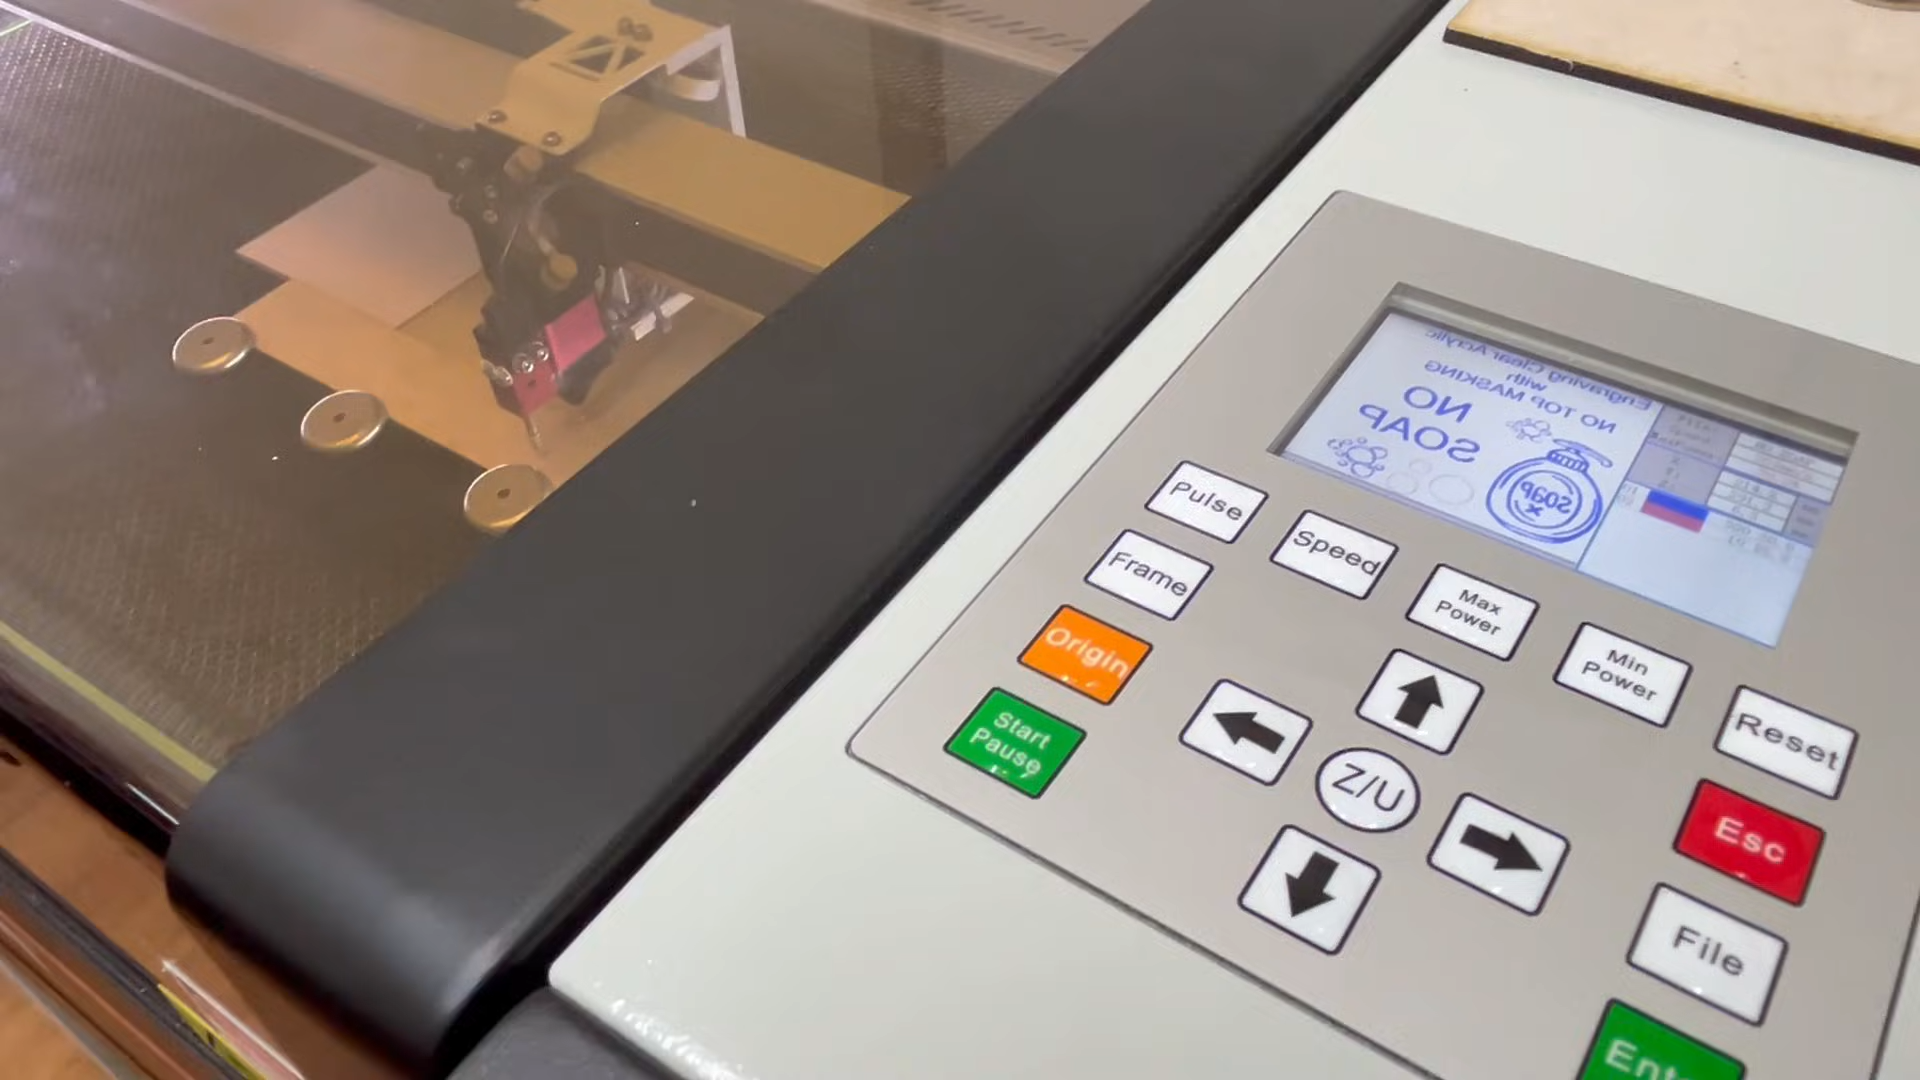 Engraving Clear Acrylic
with
NO TOP MASKING
NO
SOAP
soap
x
Pulse
Speed
Max
Power
Min
Power
Reset
Frame
Origin
Start
Pause
Z/U
Esc
File